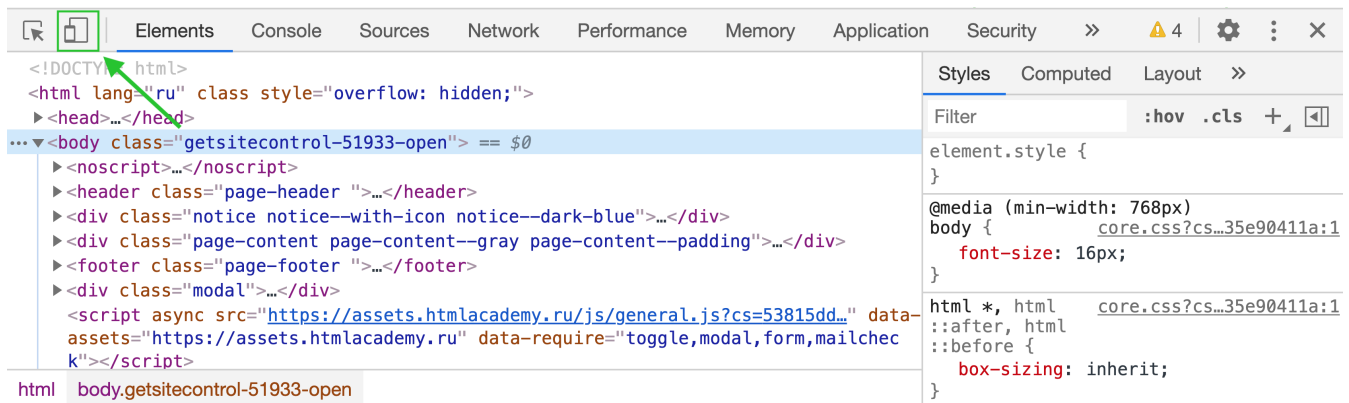 Elements Console Sources Network Performance Memory Application Security » 4
<!DOCTYP html>
<html lang="ru" class style="overflow: hidden;">
<head>…</head>
<body class="getsitecontrol-51933-open"> == $0
<noscript>…</noscript>
<header class="page-header ">…</header>
<div class="notice notice--with-icon notice--dark-blue">…</div>
<div class="page-content page-content--gray page-content--padding">…</div>
<footer class="page-footer ">…</footer>
<div class="modal">…</div>
<script async src="https://assets.htmlacademy.ru/js/general.js?cs=53815dd…" data-
assets="https://assets.htmlacademy.ru" data-require="toggle,modal,form,mailchec
k"></script>
html body.getsitecontrol-51933-open
Styles Computed Layout »
Filter :hov .cls
element.style {
}
@media (min-width: 768px)
body { core.css?cs…35e90411a:1
font-size: 16px;
}
html *, html core.css?cs…35e90411a:1
::after, html
::before {
box-sizing: inherit;
}